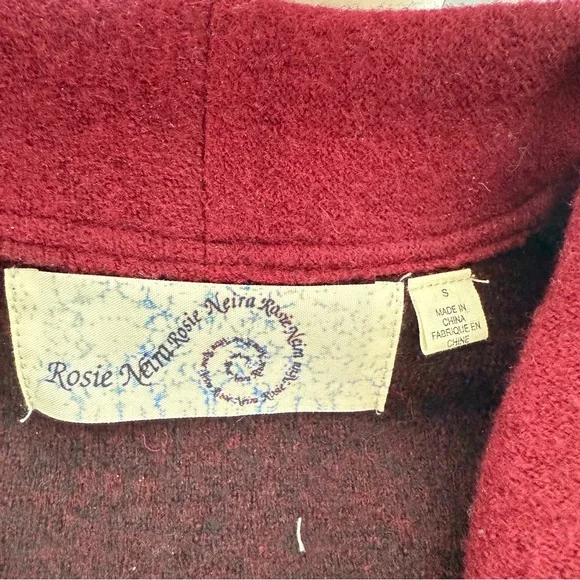 Rosie Neira Rosie Neira Rosie Neira
S
MADE IN
CHINA
FABRIQUE EN
CHINE